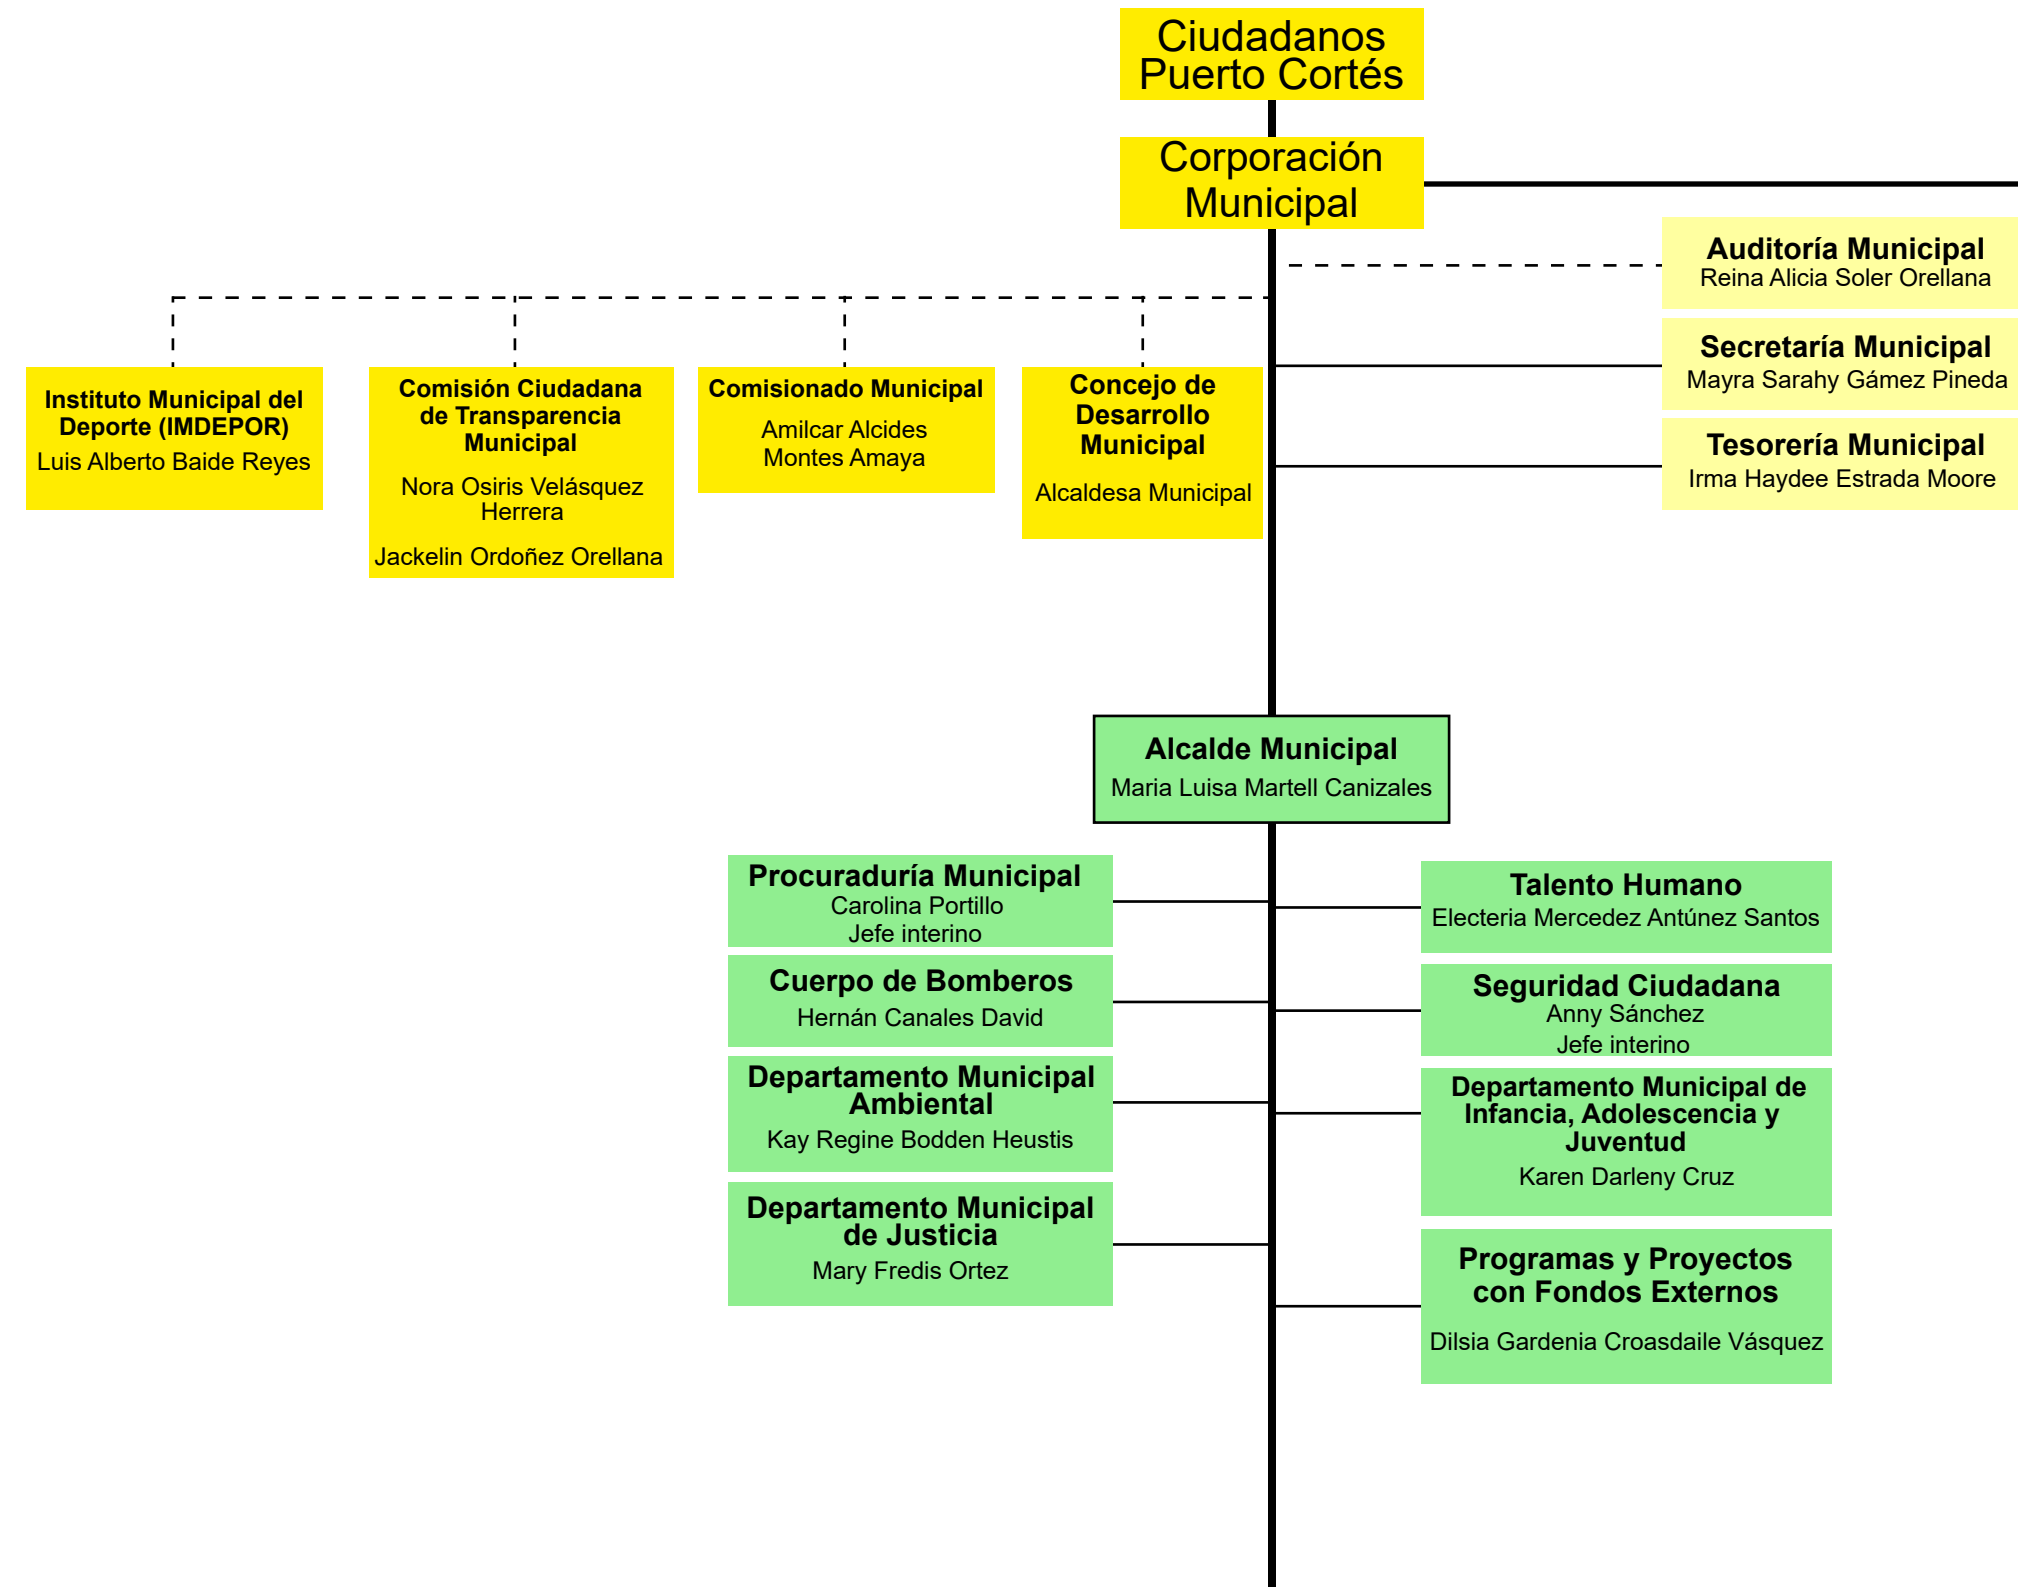 Ciudadanos
Puerto Cortés
Corporación
Municipal
Auditoría Municipal
Reina Alicia Soler Orellana
Secretaría Municipal
Mayra Sarahy Gámez Pineda
Tesorería Municipal
Irma Haydee Estrada Moore
Instituto Municipal del
Deporte (IMDEPOR)
Luis Alberto Baide Reyes
Comisión Ciudadana
de Transparencia
Municipal
Nora Osiris Velásquez
Herrera
Jackelin Ordoñez Orellana
Comisionado Municipal
Amilcar Alcides
Montes Amaya
Concejo de
Desarrollo
Municipal
Alcaldesa Municipal
Alcalde Municipal
Maria Luisa Martell Canizales
Procuraduría Municipal
Carolina Portillo
Jefe interino
Cuerpo de Bomberos
Hernán Canales David
Departamento Municipal
Ambiental
Kay Regine Bodden Heustis
Departamento Municipal
de Justicia
Mary Fredis Ortez
Talento Humano
Electeria Mercedez Antúnez Santos
Seguridad Ciudadana
Anny Sánchez
Jefe interino
Departamento Municipal de
Infancia, Adolescencia y
Juventud
Karen Darleny Cruz
Programas y Proyectos
con Fondos Externos
Dilsia Gardenia Croasdaile Vásquez